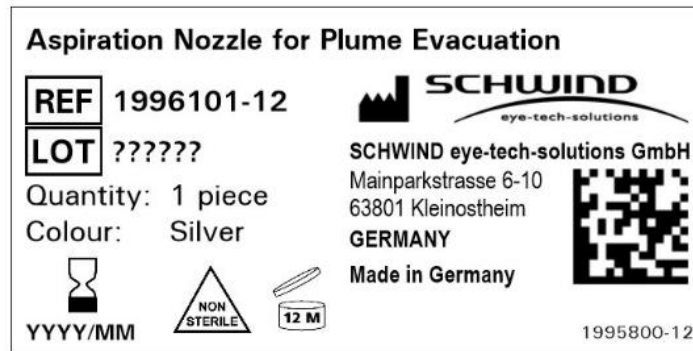 Aspiration Nozzle for Plume Evacuation
REF 1996101-12
LOT ??????
Quantity: 1 piece
Colour: Silver
YYYY/MM
NON
STERILE
12 M
SCHWIND
eye-tech-solutions
SCHWIND eye-tech-solutions GmbH
Mainparkstrasse 6-10
63801 Kleinostheim
GERMANY
Made in Germany
1995800-12